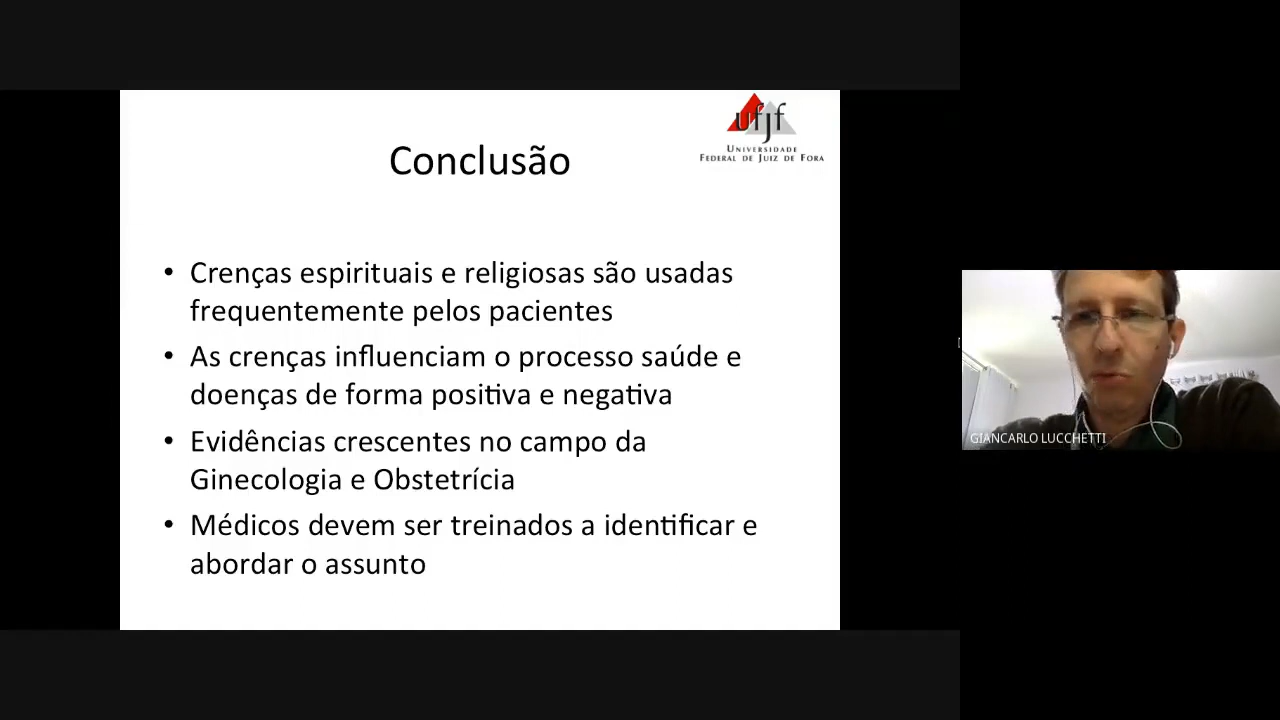 ufjf
UNIVERSIDADE
FEDERAL DE JUIZ DE FORA
Conclusão
• Crenças espirituais e religiosas são usadas
frequentemente pelos pacientes
• As crenças influenciam o processo saúde e
doenças de forma positiva e negativa
• Evidências crescentes no campo da
Ginecologia e Obstetrícia
• Médicos devem ser treinados a identificar e
abordar o assunto
GIANCARLO LUCCHETTI